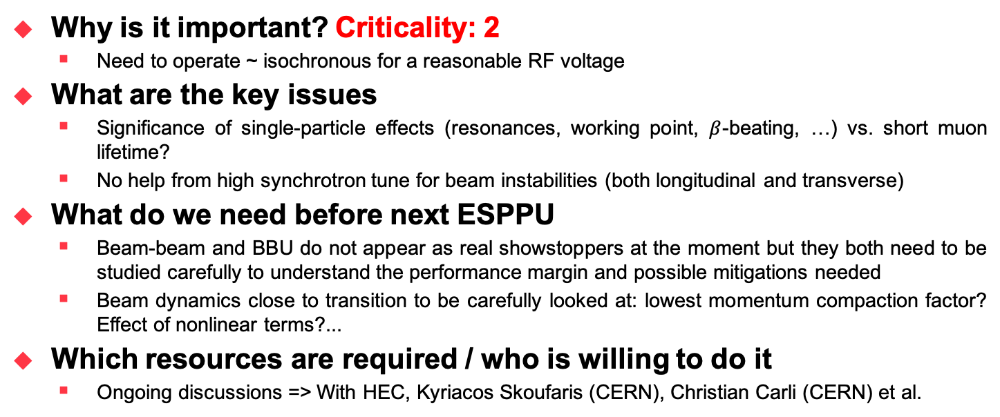 Why is it important? Criticality: 2
Need to operate ~ isochronous for a reasonable RF voltage
What are the key issues
Significance of single-particle effects (resonances, working point, β-beating, …) vs. short muon
lifetime?
No help from high synchrotron tune for beam instabilities (both longitudinal and transverse)
What do we need before next ESPPU
Beam-beam and BBU do not appear as real showstoppers at the moment but they both need to be
studied carefully to understand the performance margin and possible mitigations needed
Beam dynamics close to transition to be carefully looked at: lowest momentum compaction factor?
Effect of nonlinear terms?...
Which resources are required / who is willing to do it
Ongoing discussions => With HEC, Kyriacos Skoufaris (CERN), Christian Carli (CERN) et al.